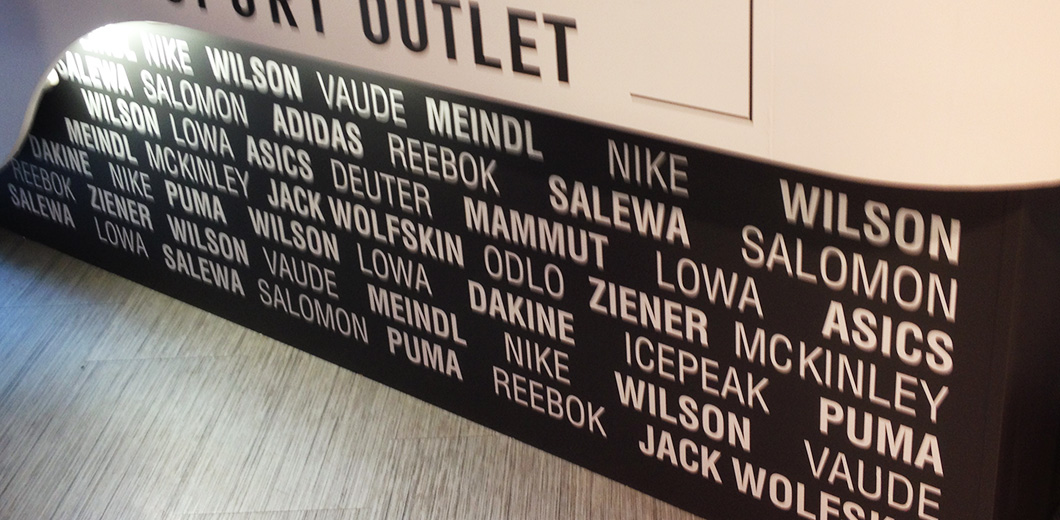 SPORT OUTLET
NIKE WILSON VAUDE MEINDL NIKE WILSON
SALEWA SALOMON ADIDAS REEBOK SALEWA SALOMON
WILSON LOWA ASICS DEUTER MAMMUT LOWA ASICS
MEINDL MCKINLEY JACK WOLFSKIN ODLO ZIENER MCKINLEY
DAKINE NIKE PUMA WILSON LOWA DAKINE ICEPEAK PUMA
REEBOK ZIENER WILSON VAUDE MEINDL NIKE WILSON VAUDE
SALEWA LOWA SALEWA SALOMON PUMA REEBOK JACK WOLFSK